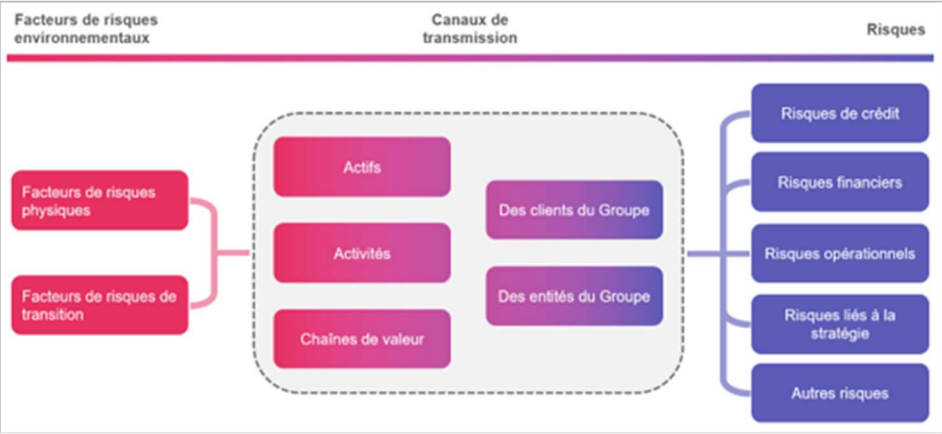 Facteurs de risques
environnementaux
Canaux de
transmission
Risques
Facteurs de risques
physiques
Facteurs de risques de
transition
Actifs
Activités
Chaînes de valeur
Des clients du Groupe
Des entités du Groupe
Risques de crédit
Risques financiers
Risques opérationnels
Risques liés à la
stratégie
Autres risques